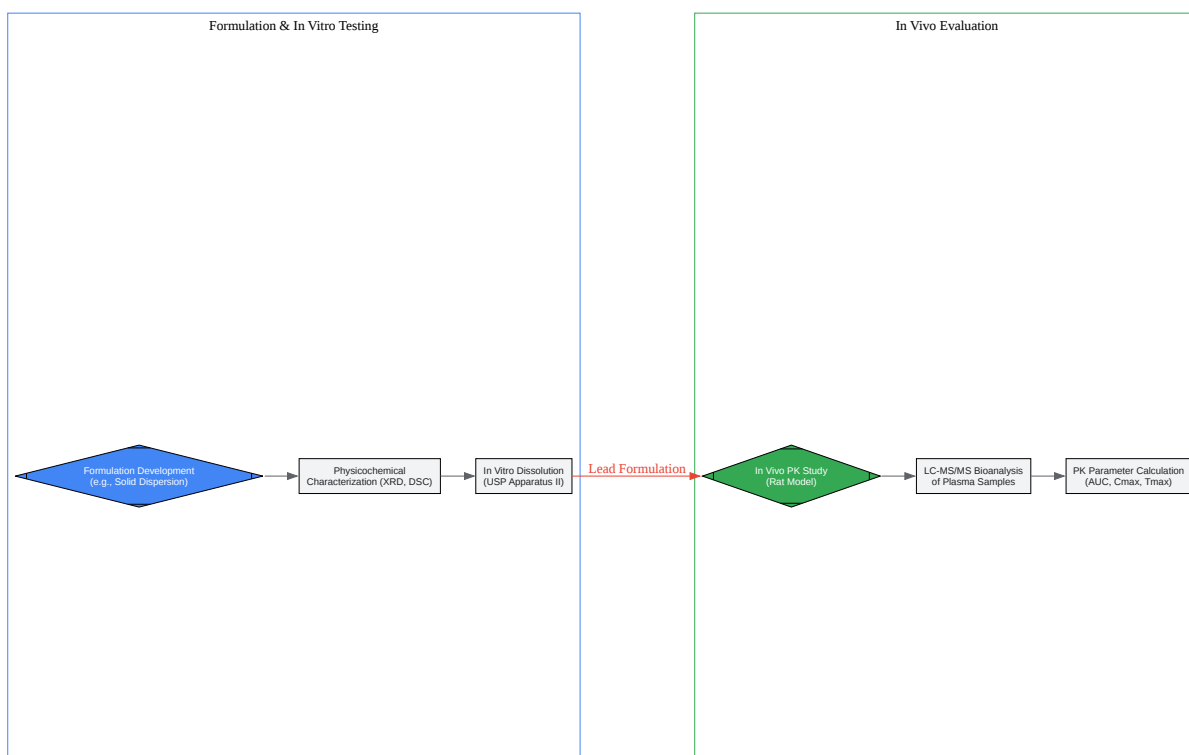 Formulation & In Vitro Testing
In Vivo Evaluation
Formulation Development
(e.g., Solid Dispersion)
Physicochemical
Characterization (XRD, DSC)
In Vitro Dissolution
(USP Apparatus II)
Lead Formulation
In Vivo PK Study
(Rat Model)
LC-MS/MS Bioanalysis
of Plasma Samples
PK Parameter Calculation
(AUC, Cmax, Tmax)